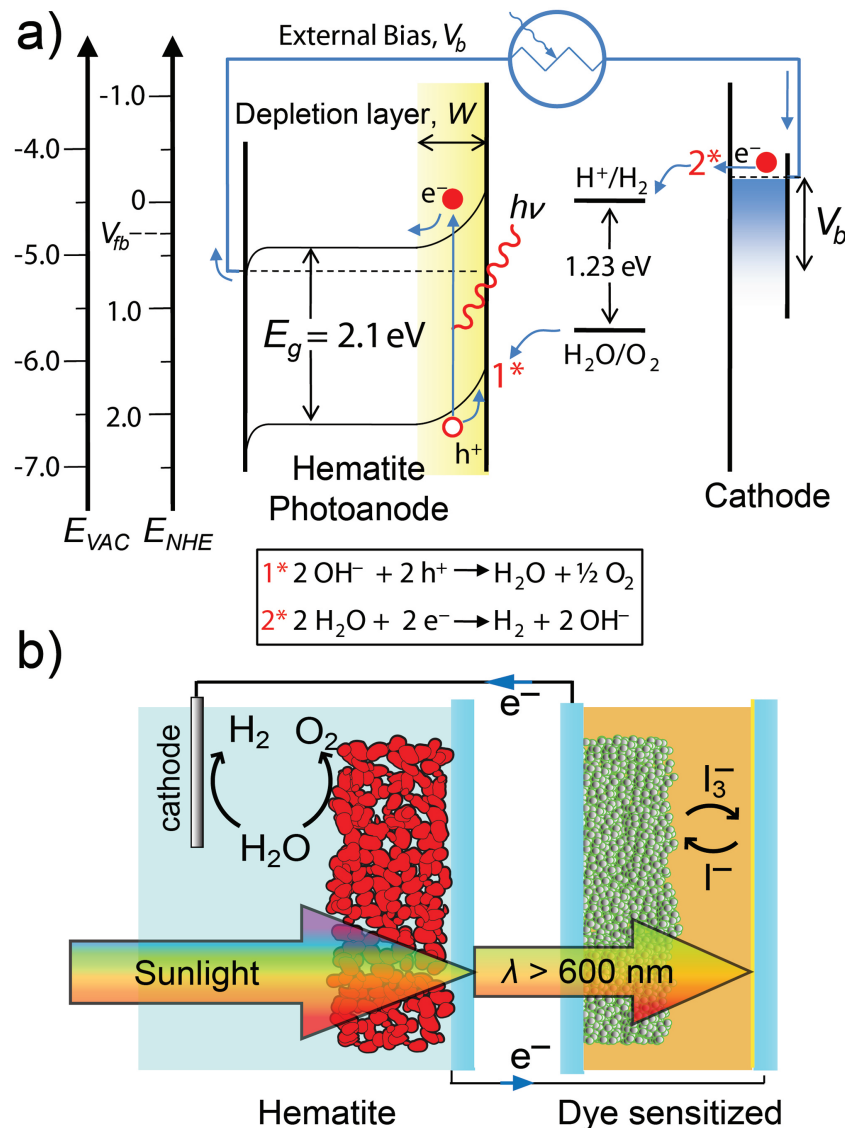 a)
External Bias, V_b
Depletion layer, W
-1.0
-4.0
0
V_fb
-5.0
1.0
-6.0
2.0
-7.0
E_VAC
E_NHE
e⁻
hν
E_g = 2.1 eV
1*
h⁺
Hematite
Photoanode
H⁺/H₂
1.23 eV
H₂O/O₂
2*
e⁻
V_b
Cathode
1* 2 OH⁻ + 2 h⁺ → H₂O + ½ O₂
2* 2 H₂O + 2 e⁻ → H₂ + 2 OH⁻
b)
e⁻
cathode
H₂
O₂
H₂O
I₃⁻
I⁻
Sunlight
λ > 600 nm
e⁻
Hematite
Dye sensitized